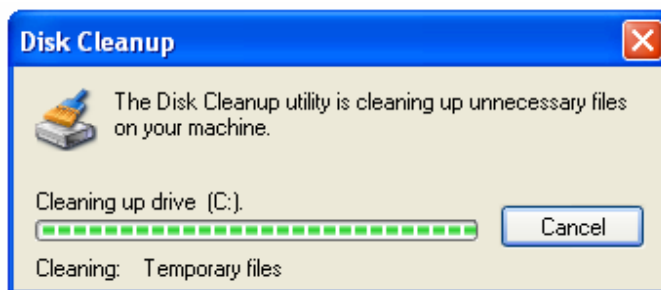 Disk Cleanup
The Disk Cleanup utility is cleaning up unnecessary files
on your machine.
Cleaning up drive  (C:).
Cancel
Cleaning:    Temporary files